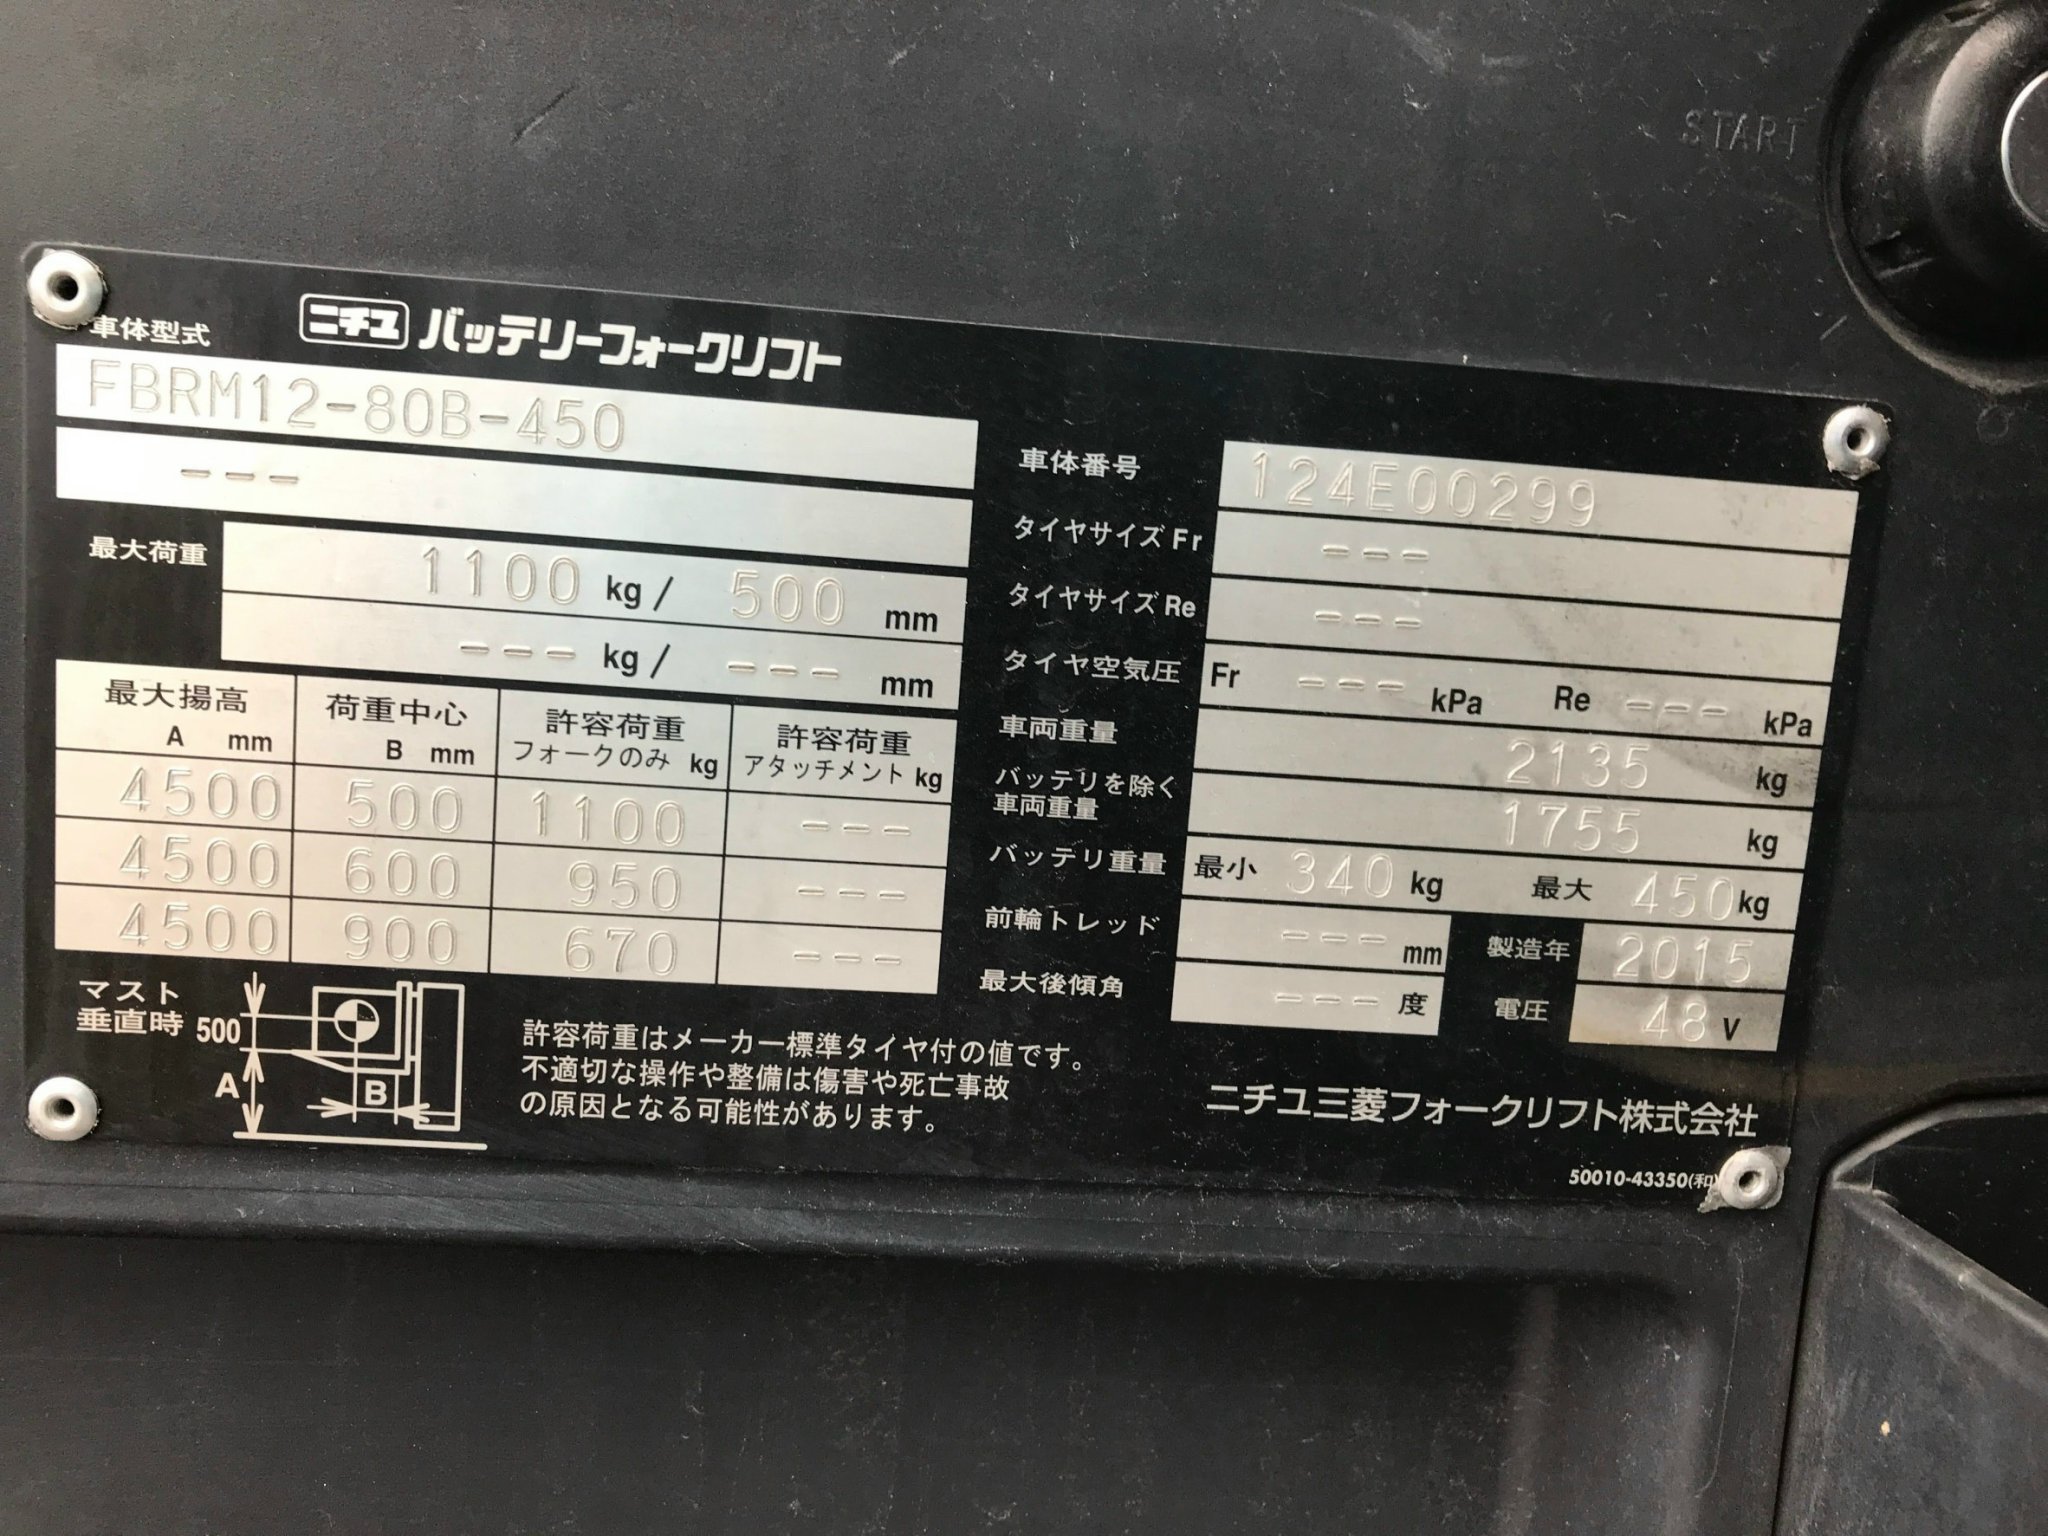 START
ニチユ バッテリーフォークリフト
車体型式
FBRM12-80B-450
---
最大荷重 1100 kg / 500 mm
--- kg / --- mm
最大揚高 A mm 荷重中心 B mm 許容荷重 フォークのみ kg 許容荷重 アタッチメント kg
4500 500 1100 ---
4500 600 950 ---
4500 900 670 ---
マスト
垂直時 500
A B
許容荷重はメーカー標準タイヤ付の値です。
不適切な操作や整備は傷害や死亡事故
の原因となる可能性があります。
車体番号 124E00299
タイヤサイズ Fr ---
タイヤサイズ Re ---
タイヤ空気圧 Fr --- kPa Re --- kPa
車両重量 2135 kg
バッテリを除く
車両重量 1755 kg
バッテリ重量 最小 340 kg 最大 450 kg
前輪トレッド --- mm 製造年 2015
最大後傾角 --- 度 電圧 48 V
ニチユ三菱フォークリフト株式会社
50010-43350(和)